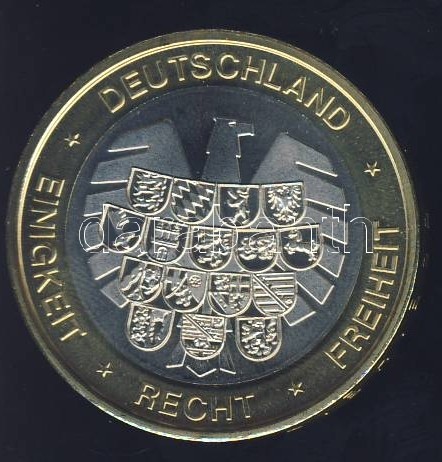 DEUTSCHLAND
EINIGKEIT
RECHT
FREIHEIT